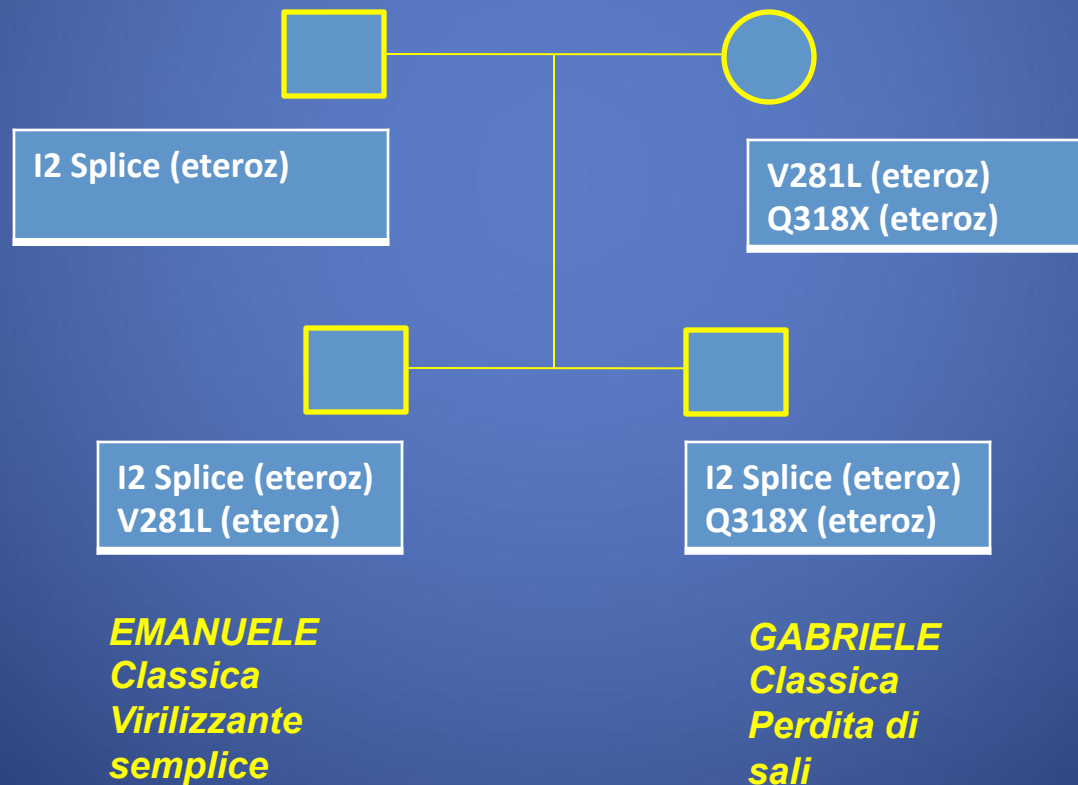 I2 Splice (eteroz)
V281L (eteroz)
Q318X (eteroz)
I2 Splice (eteroz)
V281L (eteroz)
I2 Splice (eteroz)
Q318X (eteroz)
EMANUELE
Classica
Virilizzante
semplice
GABRIELE
Classica
Perdita di
sali